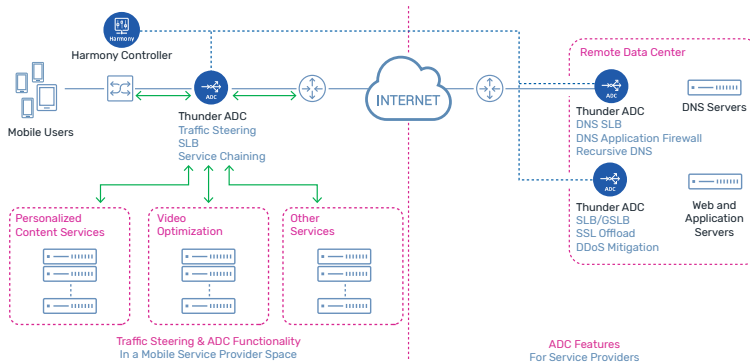 Harmony
Harmony Controller
Mobile Users
ADC
Thunder ADC
Traffic Steering
SLB
Service Chaining
INTERNET
Remote Data Center
ADC
Thunder ADC
DNS SLB
DNS Application Firewall
Recursive DNS
DNS Servers
ADC
Thunder ADC
SLB/GSLB
SSL Offload
DDoS Mitigation
Web and
Application
Servers
Personalized
Content Services
Video
Optimization
Other
Services
Traffic Steering & ADC Functionality
In a Mobile Service Provider Space
ADC Features
For Service Providers